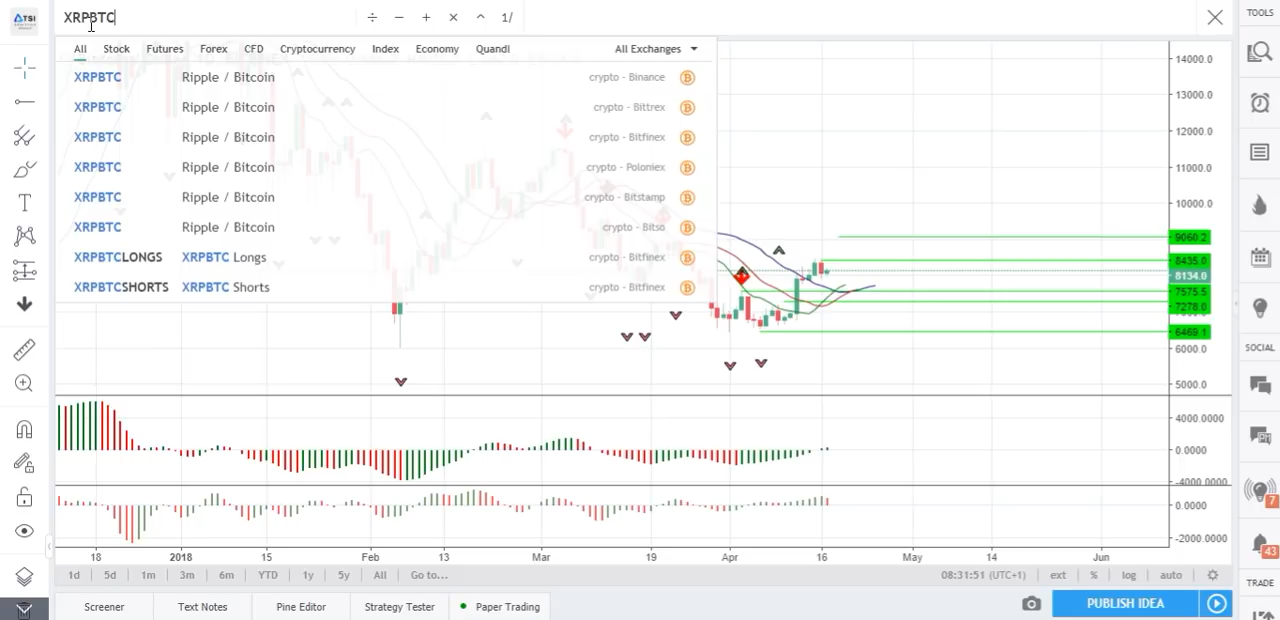 TSI
XRPBTC
1/
TOOLS
All Stock Futures Forex CFD Cryptocurrency Index Economy Quandl All Exchanges
XRPBTC Ripple / Bitcoin crypto - Binance
XRPBTC Ripple / Bitcoin crypto - Bittrex
XRPBTC Ripple / Bitcoin crypto - Bitfinex
XRPBTC Ripple / Bitcoin crypto - Poloniex
XRPBTC Ripple / Bitcoin crypto - Bitstamp
XRPBTC Ripple / Bitcoin crypto - Bitso
XRPBTCLONGS XRPBTC Longs crypto - Bitfinex
XRPBTCSHORTS XRPBTC Shorts crypto - Bitfinex
14000.0
13000.0
12000.0
11000.0
10000.0
9060.2
8435.0
8134.0
7575.5
7278.0
6469.1
6000.0
5000.0
4000.0000
0.0000
-4000.0000
0.0000
-2000.0000
SOCIAL
7
43
TRADE
18 2018 15 Feb 13 Mar 19 Apr 16 May 14 Jun
1d 5d 1m 3m 6m YTD 1y 5y All Go to... 08:31:51 (UTC+1) ext % log auto
Screener Text Notes Pine Editor Strategy Tester Paper Trading PUBLISH IDEA